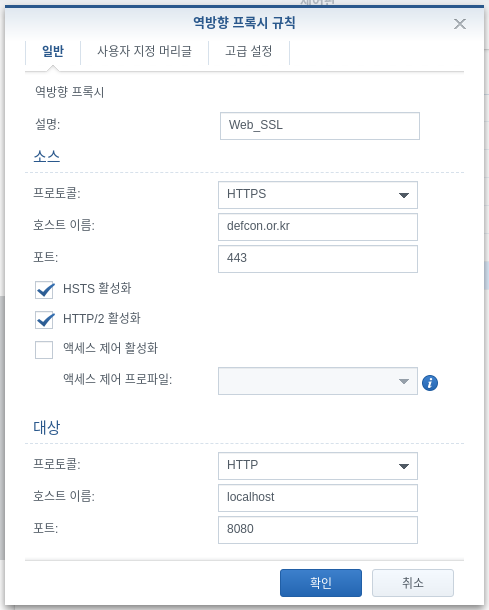 역방향 프록시 규칙
일반 사용자 지정 머리글 고급 설정
역방향 프록시
설명: Web_SSL
소스
프로토콜: HTTPS
호스트 이름: defcon.or.kr
포트: 443
HSTS 활성화
HTTP/2 활성화
액세스 제어 활성화
액세스 제어 프로파일:
대상
프로토콜: HTTP
호스트 이름: localhost
포트: 8080
확인 취소